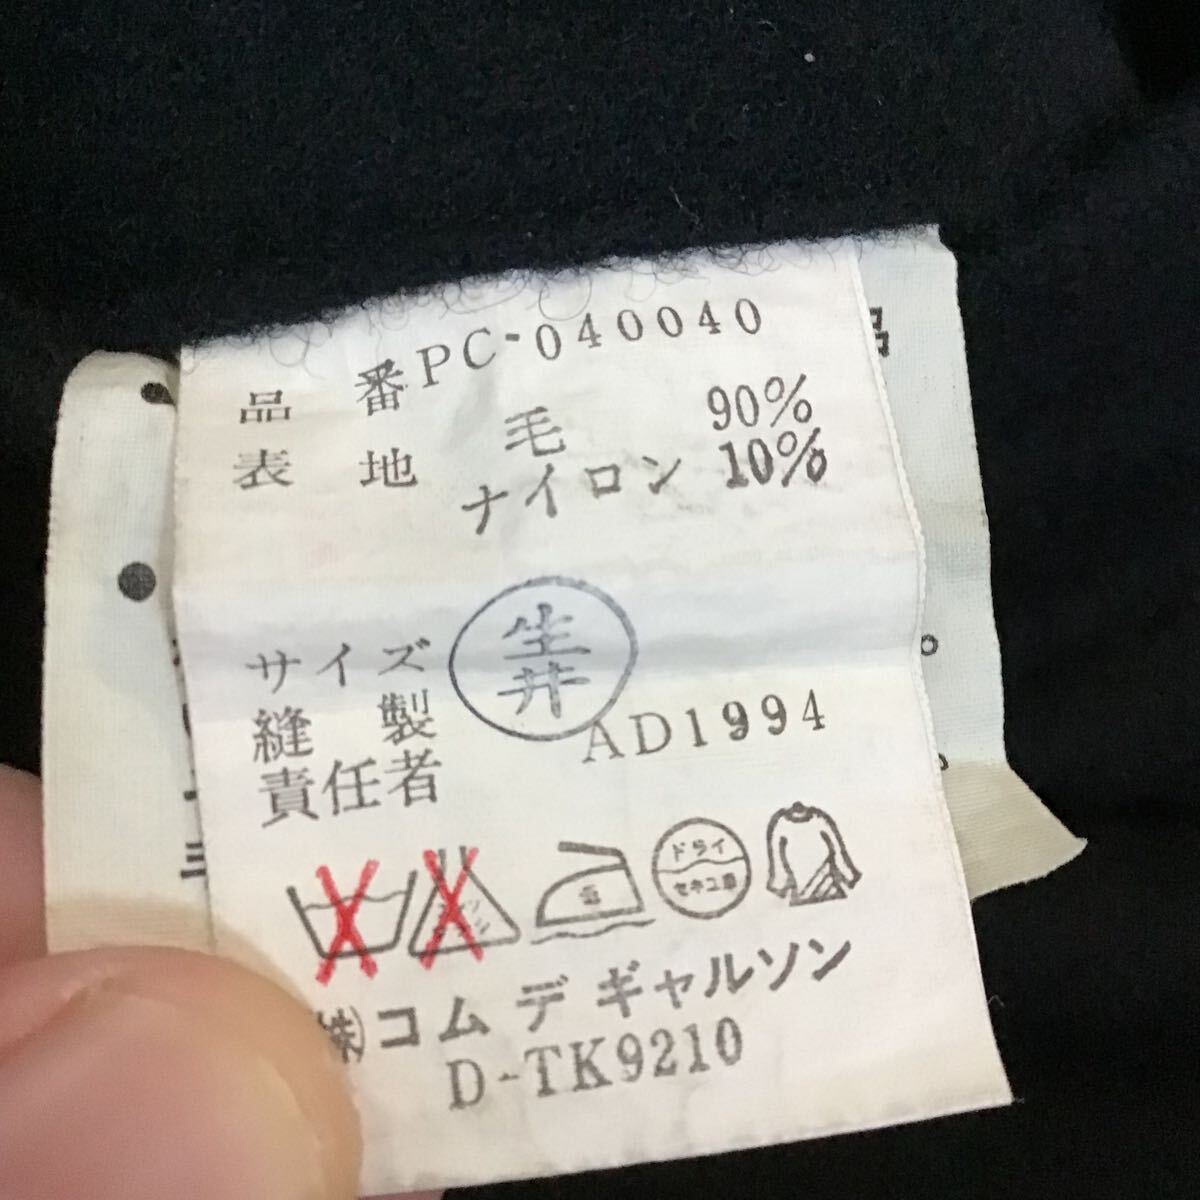 品 番 PC-040040
表 地 毛 90%
ナイロン 10%
サイズ
縫 製
責任者
生井
AD1994
ドライ
セキユ系
(株)コム デ ギャルソン
D-TK9210